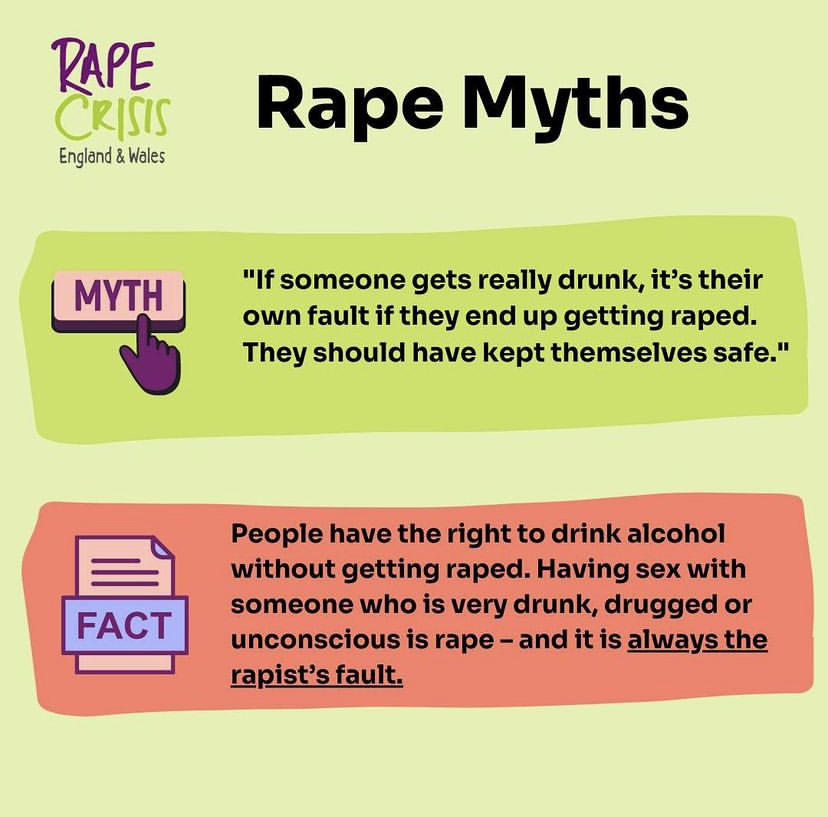 RAPE
CRISIS
England & Wales
Rape Myths
MYTH
"If someone gets really drunk, it’s their
own fault if they end up getting raped.
They should have kept themselves safe."
FACT
People have the right to drink alcohol
without getting raped. Having sex with
someone who is very drunk, drugged or
unconscious is rape – and it is always the
rapist’s fault.